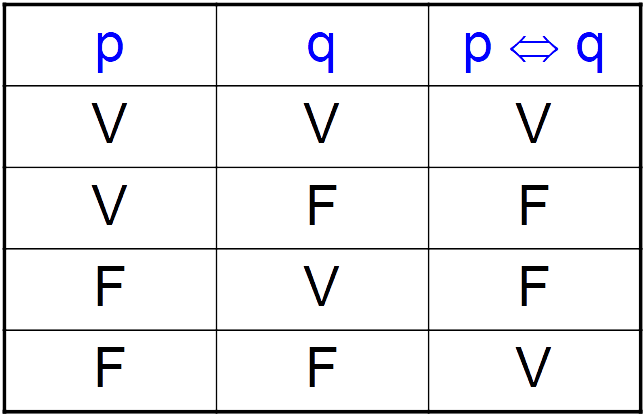 p q p ⇔ q
V V V
V F F
F V F
F F V